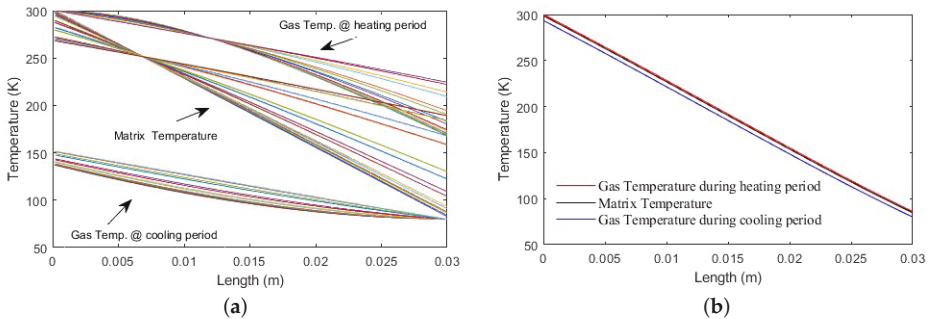 300
250
200
150
100
50
0
0.005
0.01
0.015
0.02
0.025
0.03
Temperature (K)
Length (m)
Gas Temp. @ heating period
Matrix Temperature
Gas Temp. @ cooling period
(a)
300
250
200
150
100
50
0
0.005
0.01
0.015
0.02
0.025
0.03
Temperature (K)
Length (m)
Gas Temperature during heating period
Matrix Temperature
Gas Temperature during cooling period
(b)